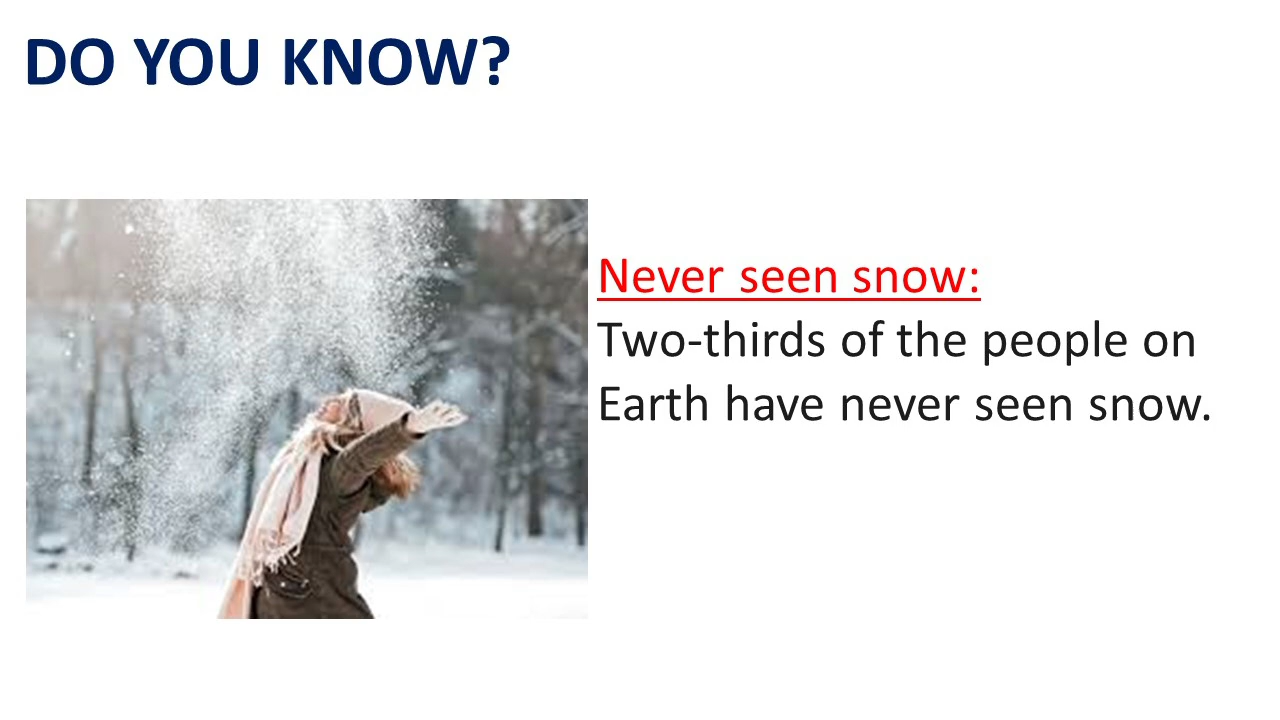 DO YOU KNOW?
Never seen snow:
Two-thirds of the people on
Earth have never seen snow.